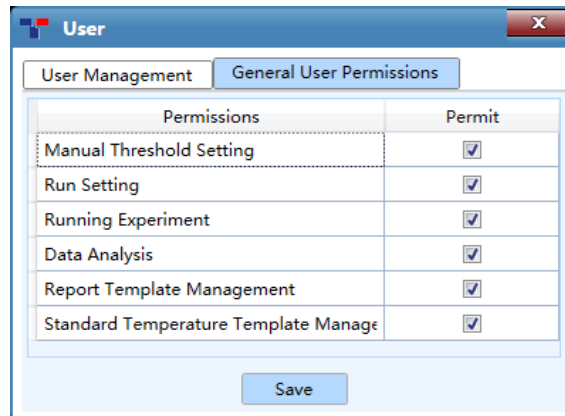 User
x
User Management
General User Permissions
Permissions Permit
Manual Threshold Setting
Run Setting
Running Experiment
Data Analysis
Report Template Management
Standard Temperature Template Manage
Save